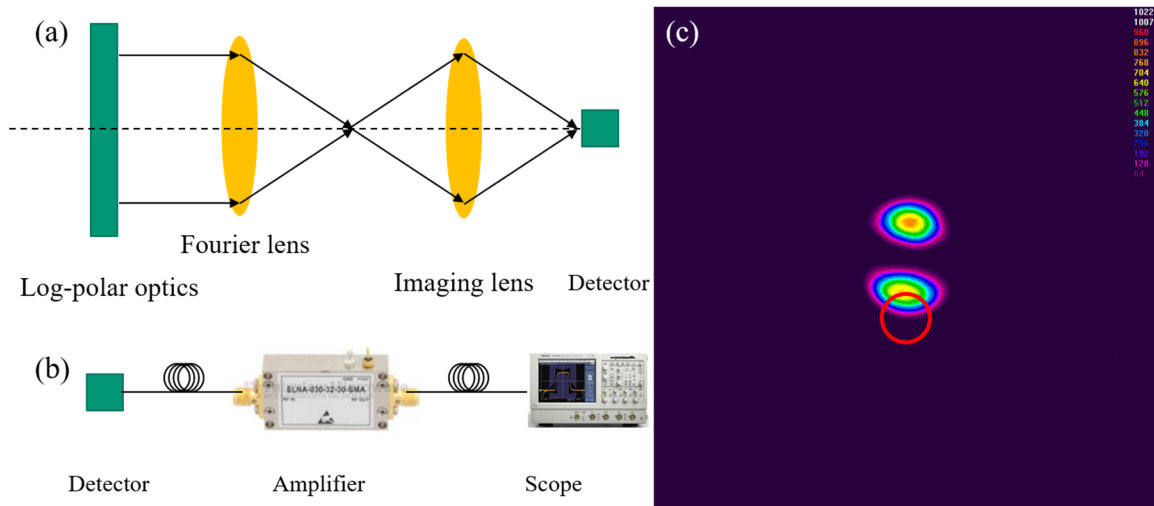 (a)
Fourier lens
Log-polar optics
Imaging lens
Detector
(b)
SLNA-030-32-30-SMA
Detector
Amplifier
Scope
(c)
1022
1007
960
896
832
768
704
640
576
512
448
384
320
256
192
128
64